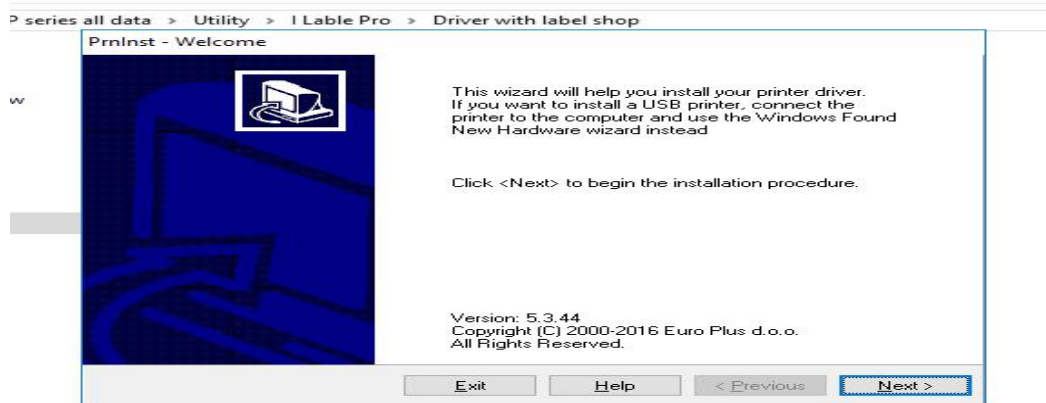 P series all data > Utility > I Lable Pro > Driver with label shop
PrnInst - Welcome
This wizard will help you install your printer driver.
If you want to install a USB printer, connect the
printer to the computer and use the Windows Found
New Hardware wizard instead
Click <Next> to begin the installation procedure.
Version: 5.3.44
Copyright (C) 2000-2016 Euro Plus d.o.o.
All Rights Reserved.
Exit Help < Previous Next >